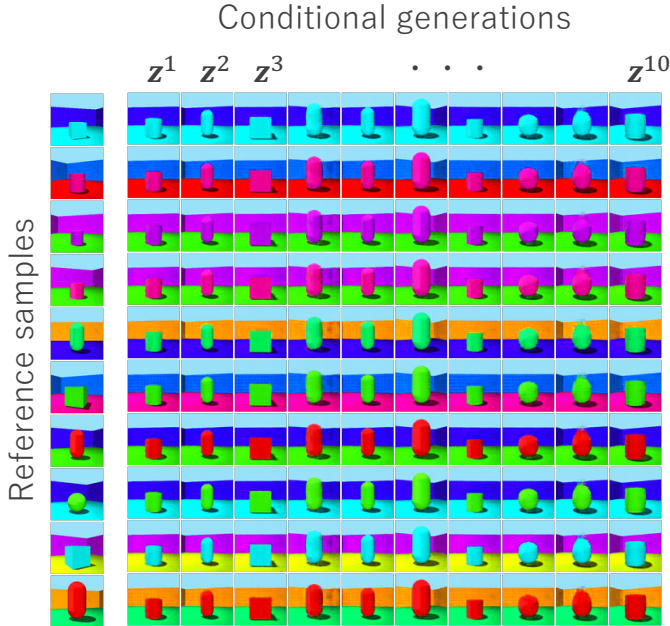 Conditional generations
z¹ z² z³ . . . z¹⁰
Reference samples